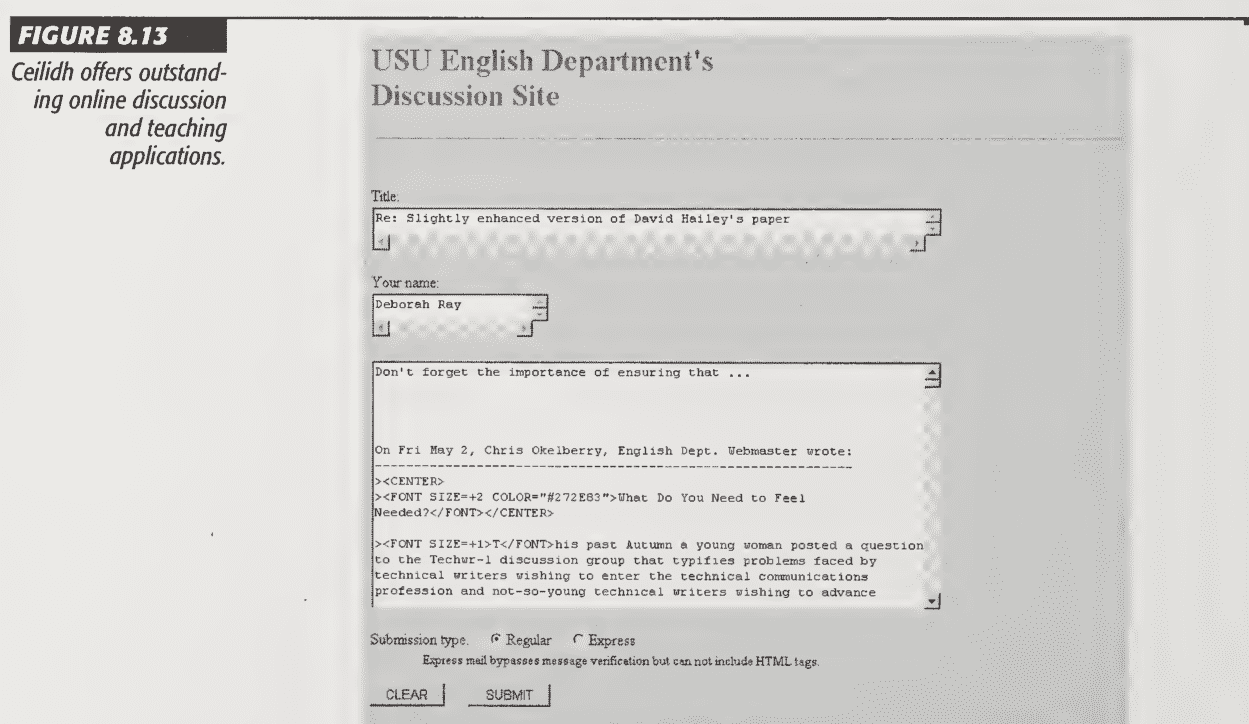 FIGURE 8.13
Ceilidh offers outstand-
ing online discussion
and teaching
applications.
USU English Department's
Discussion Site
Title:
Re: Slightly enhanced version of David Hailey's paper
Your name:
Deborah Ray
Don't forget the importance of ensuring that ...
On Fri May 2, Chris Okelberry, English Dept. Webmaster wrote:
------------------------------------------------------------
><CENTER>
><FONT SIZE=+2 COLOR="#272E83">What Do You Need to Feel
Needed?</FONT></CENTER>
><FONT SIZE=+1>T</FONT>his past Autumn a young woman posted a question
to the Techwr-l discussion group that typifies problems faced by
technical writers wishing to enter the technical communications
profession and not-so-young technical writers wishing to advance
Submission type. Regular Express
Express mail bypasses message verification but can not include HTML tags.
CLEAR SUBMIT